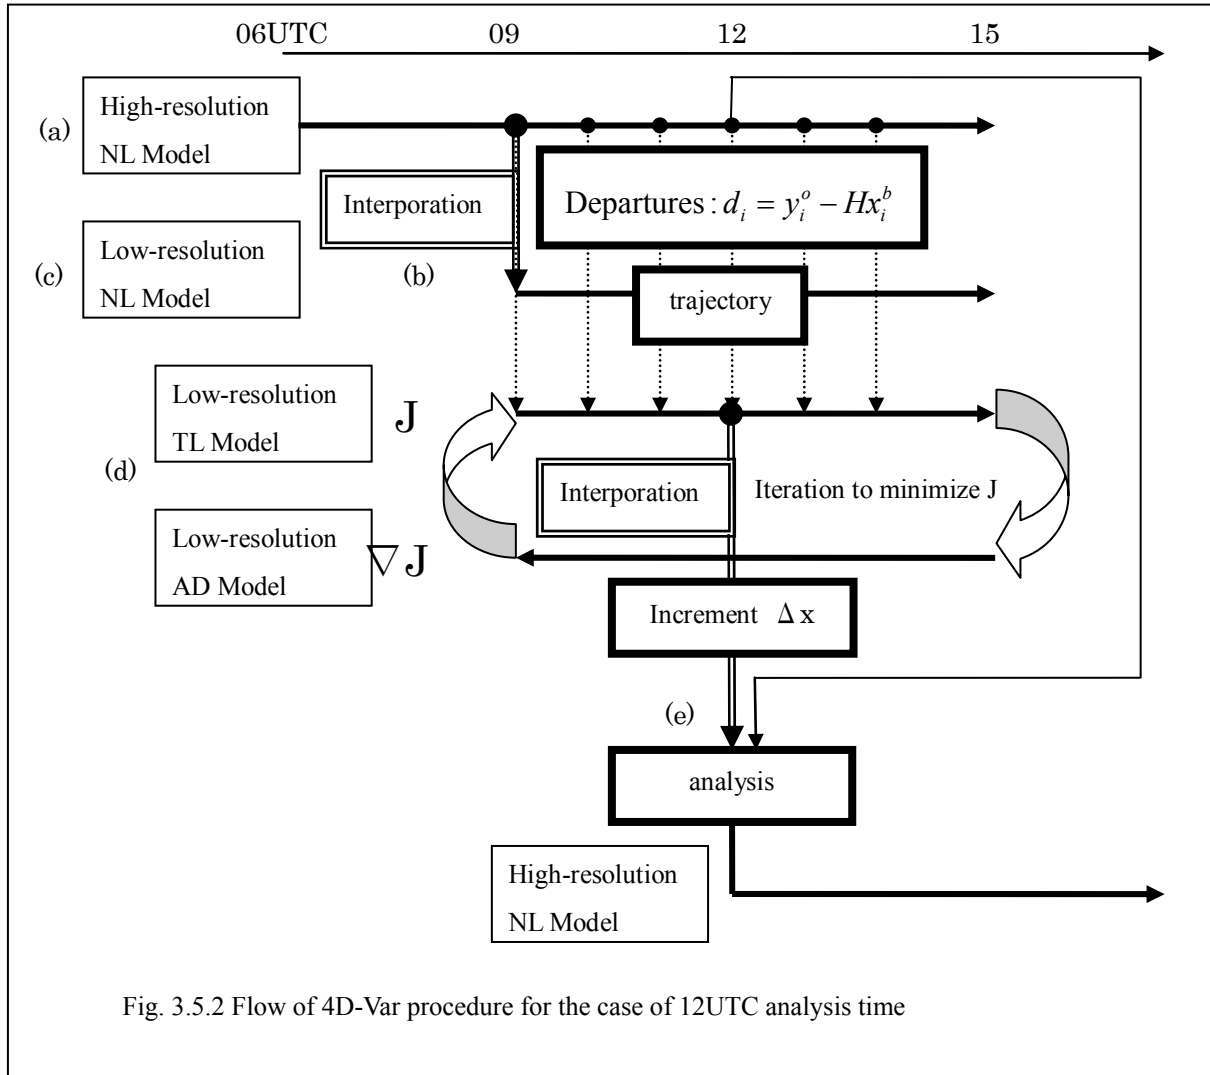 06UTC 09 12 15
(a)
High-resolution
NL Model
Interporation
Departures : d_i = y_i^o − Hx_i^b
(c)
Low-resolution
NL Model
(b)
trajectory
Low-resolution
TL Model
J
(d)
Interporation
Iteration to minimize J
Low-resolution
AD Model
∇J
Increment Δx
(e)
analysis
High-resolution
NL Model
Fig. 3.5.2 Flow of 4D-Var procedure for the case of 12UTC analysis time